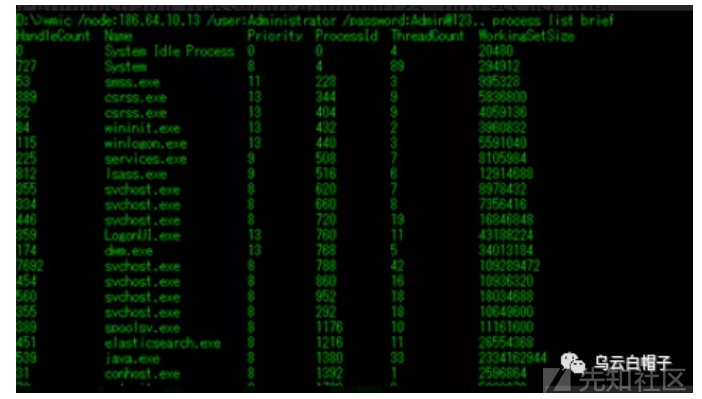 D:\>wmic /node:186.64.10.13 /user:Administrator /password:Admin@123.. process list brief
HandleCount Name Priority ProcessId ThreadCount WorkingSetSize
0 System Idle Process 0 0 4 20480
727 System 8 4 89 294912
53 smss.exe 11 228 3 995328
389 csrss.exe 13 344 9 5836800
82 csrss.exe 13 404 9 4059136
84 wininit.exe 13 432 2 3960832
115 winlogon.exe 13 440 3 5591040
225 services.exe 9 508 7 8105984
812 lsass.exe 9 516 6 12914688
355 svchost.exe 8 620 7 8978432
334 svchost.exe 8 660 8 7356416
446 svchost.exe 8 720 19 16846848
359 LogonUI.exe 13 760 11 43188224
174 dwm.exe 13 768 5 34013184
7692 svchost.exe 8 788 42 109289472
454 svchost.exe 8 860 16 10936320
560 svchost.exe 8 952 18 18034688
355 svchost.exe 8 292 18 10649600
389 spoolsv.exe 8 1176 10 11161600
451 elasticsearch.exe 8 1216 11 26554368
539 java.exe 8 1380 33 2334162944
31 conhost.exe 8 1392 1 2596864
乌云白帽子
先知社区